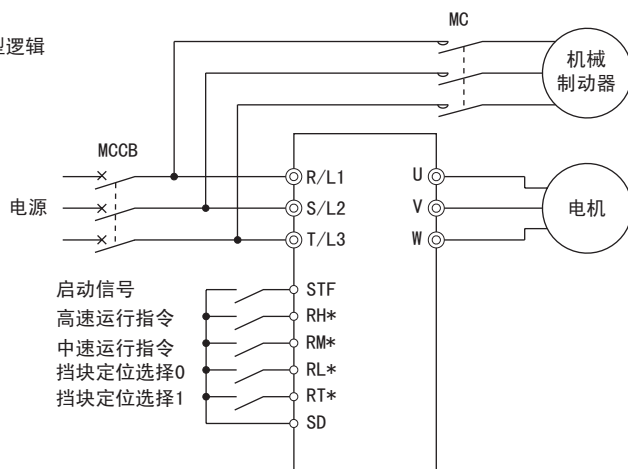 MC
型逻辑
机械
制动器
MCCB
R/L1
U
电源
S/L2
V
电机
T/L3
W
启动信号
STF
高速运行指令
RH*
中速运行指令
RM*
挡块定位选择0
RL*
挡块定位选择1
RT*
SD